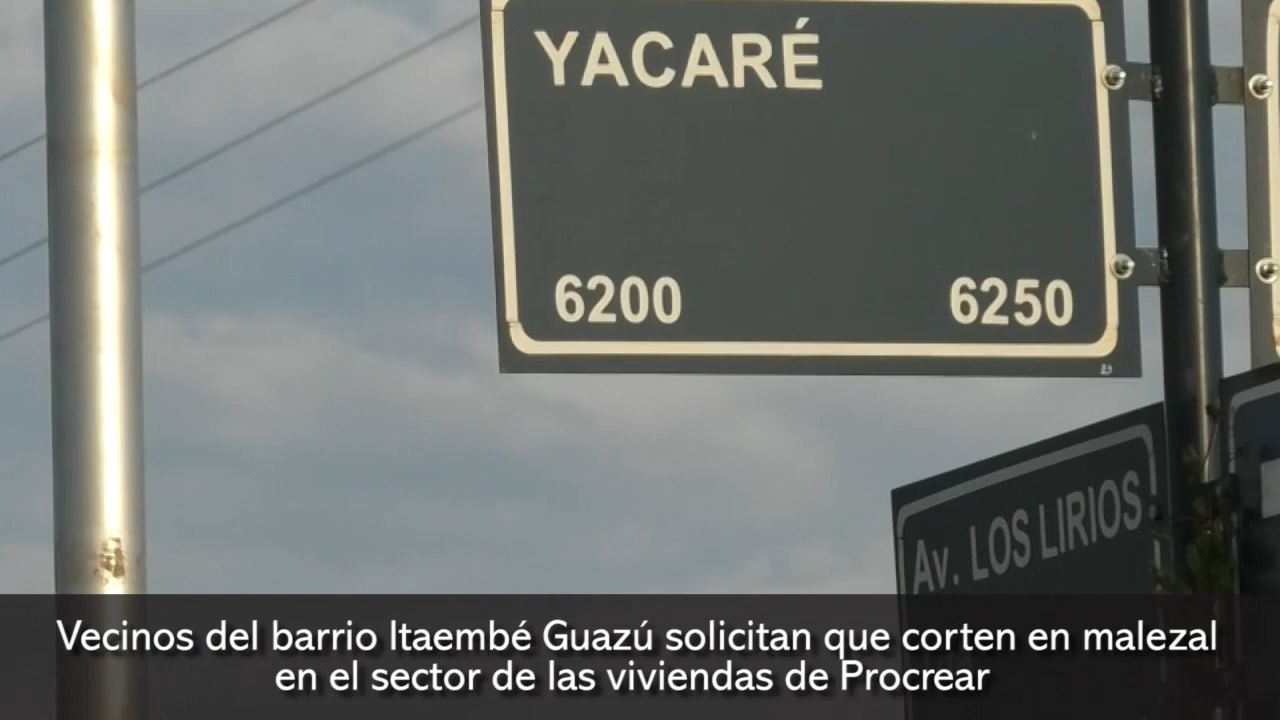 YACARÉ
6200 6250
Av. LOS LIRIOS
Vecinos del barrio Itaembé Guazú solicitan que corten en malezal
en el sector de las viviendas de Procrear